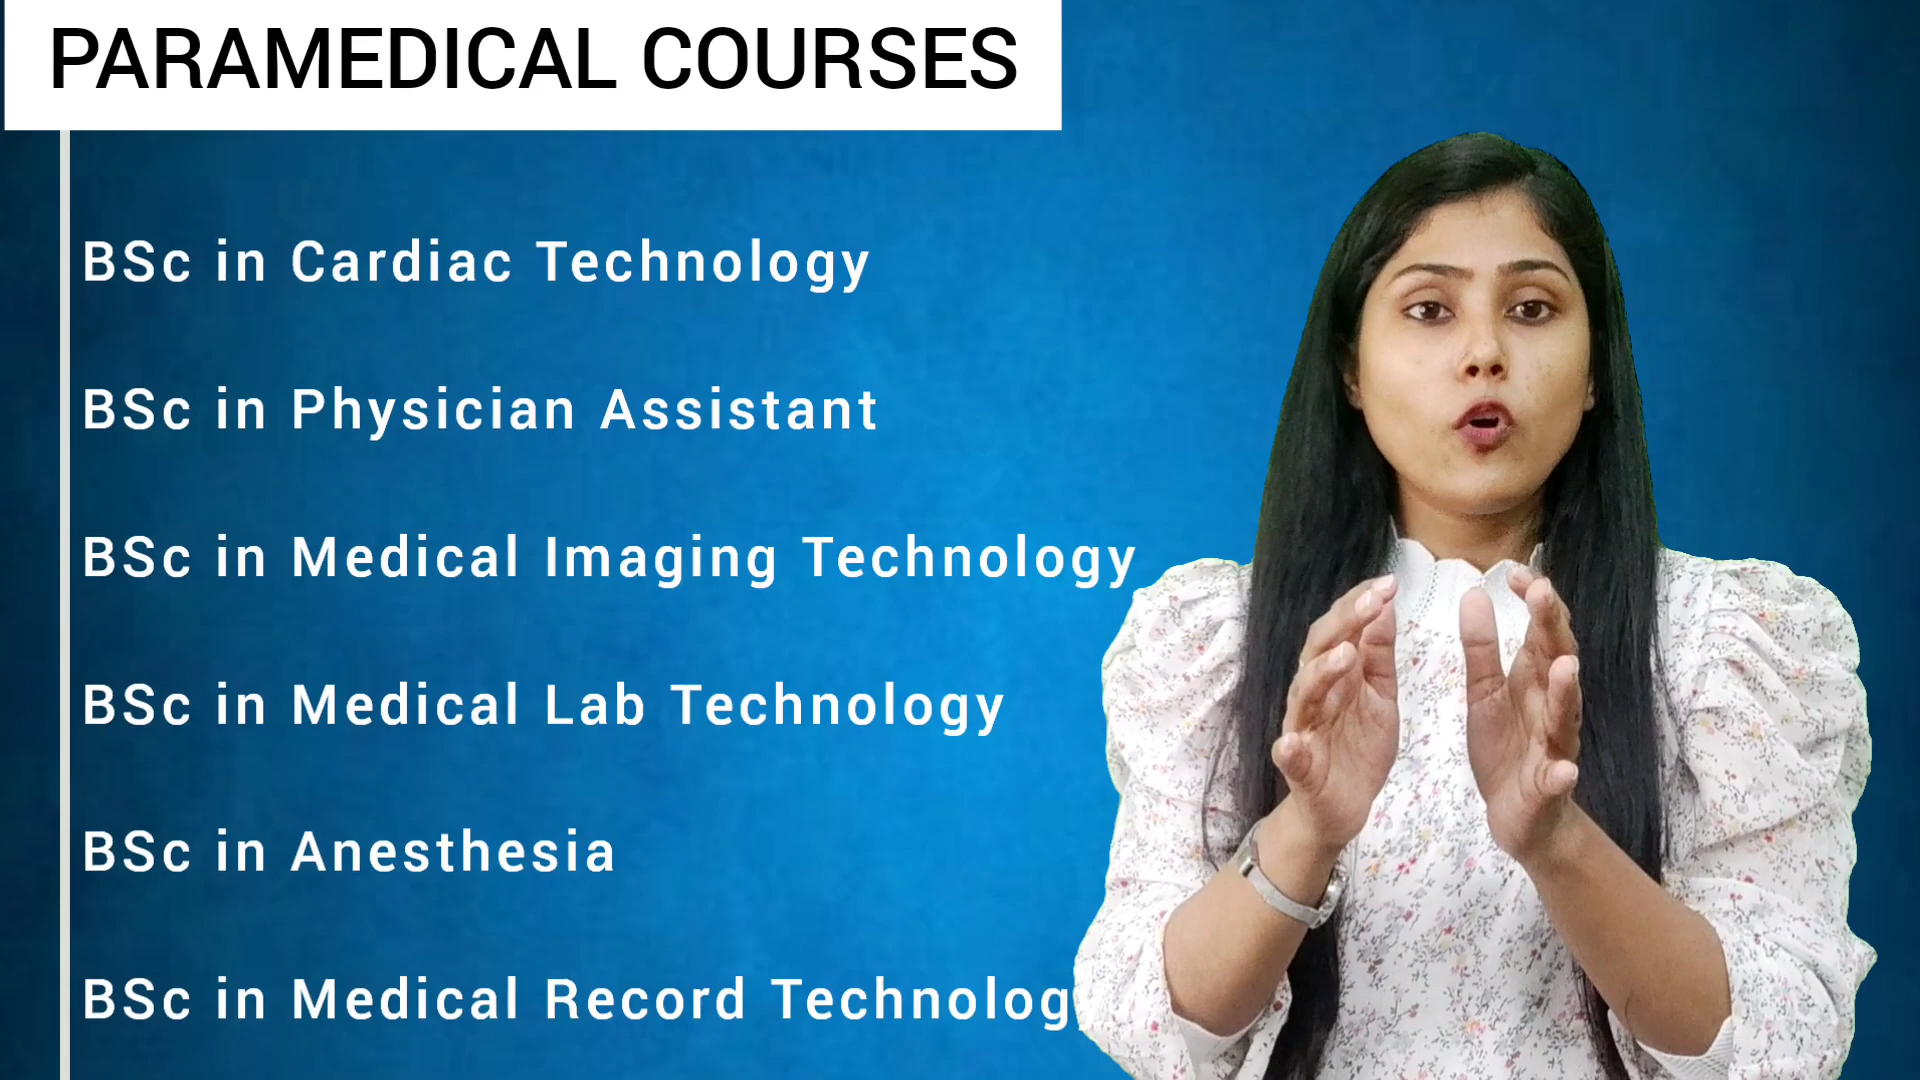 PARAMEDICAL COURSES
BSc in Cardiac Technology
BSc in Physician Assistant
BSc in Medical Imaging Technology
BSc in Medical Lab Technology
BSc in Anesthesia
BSc in Medical Record Technolog